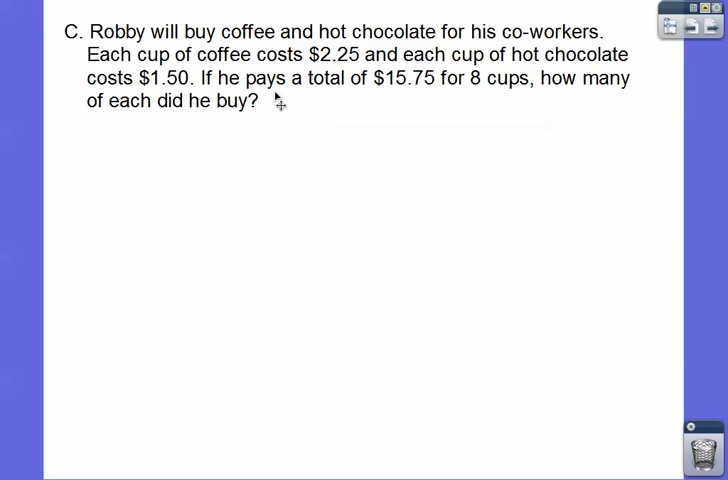 C. Robby will buy coffee and hot chocolate for his co-workers.
Each cup of coffee costs $2.25 and each cup of hot chocolate
costs $1.50. If he pays a total of $15.75 for 8 cups, how many
of each did he buy?